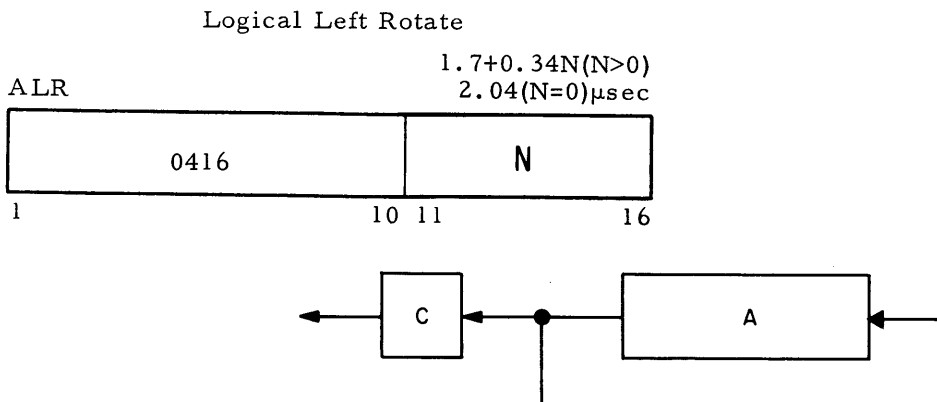 Logical Left Rotate
1.7+0.34N(N>0)
ALR 2.04(N=0)μsec
0416 N
1 10 11 16
C A